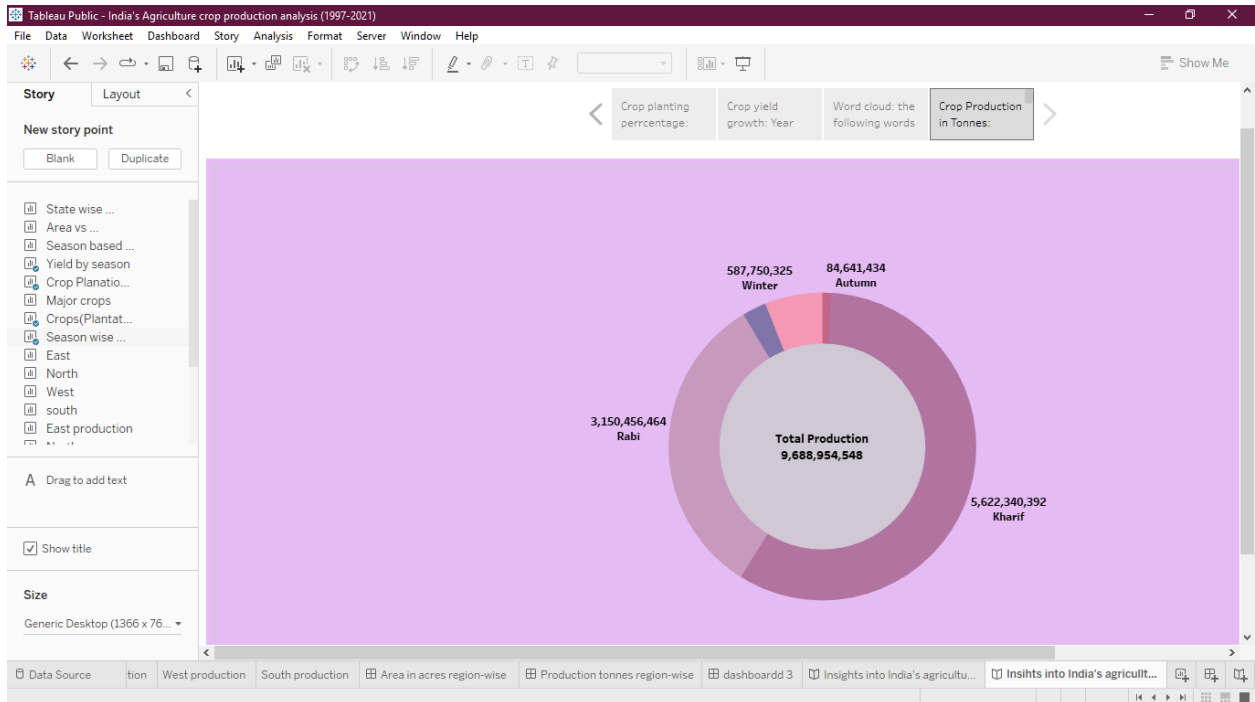 Tableau Public - India's Agriculture crop production analysis (1997-2021)
File Data Worksheet Dashboard Story Analysis Format Server Window Help
Show Me
Story Layout
New story point
Blank Duplicate
State wise ...
Area vs ...
Season based ...
Yield by season
Crop Planatio...
Major crops
Crops(Plantat...
Season wise ...
East
North
West
south
East production
A Drag to add text
Show title
Size
Generic Desktop (1366 x 76...
Crop planting
perrcentage:
Crop yield
growth: Year
Word cloud: the
following words
Crop Production
in Tonnes:
587,750,325
Winter
84,641,434
Autumn
3,150,456,464
Rabi
Total Production
9,688,954,548
5,622,340,392
Kharif
Data Source tion West production South production Area in acres region-wise Production tonnes region-wise dashboardd 3 Insights into India's agricultu... Insihts into India's agricullt...